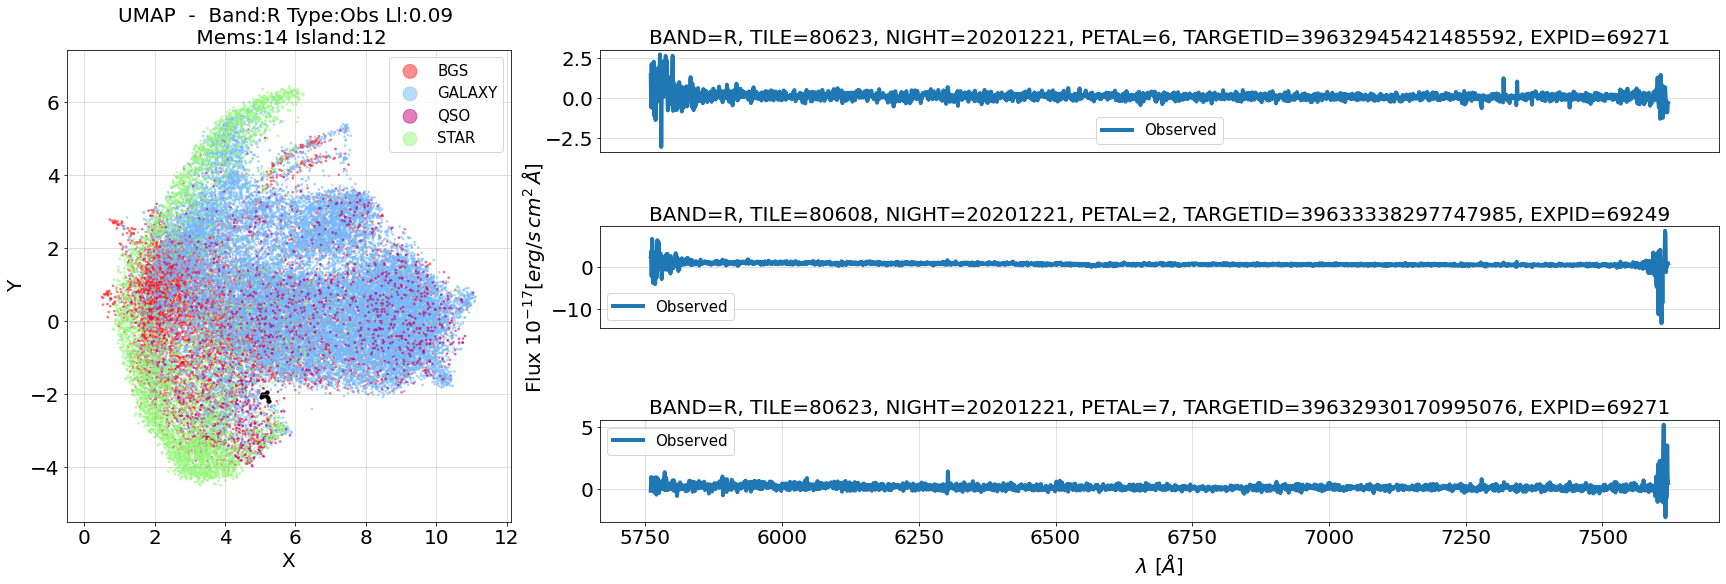 UMAP - Band:R Type:Obs Ll:0.09
Mems:14 Island:12
BGS
GALAXY
QSO
STAR
6
4
2
0
−2
−4
Y
0 2 4 6 8 10 12
X
Flux 10⁻¹⁷[erg/s cm² Å]
BAND=R, TILE=80623, NIGHT=20201221, PETAL=6, TARGETID=39632945421485592, EXPID=69271
2.5
0.0
−2.5
Observed
BAND=R, TILE=80608, NIGHT=20201221, PETAL=2, TARGETID=39633338297747985, EXPID=69249
0
−10
Observed
BAND=R, TILE=80623, NIGHT=20201221, PETAL=7, TARGETID=39632930170995076, EXPID=69271
5
0
Observed
5750 6000 6250 6500 6750 7000 7250 7500
λ [Å]